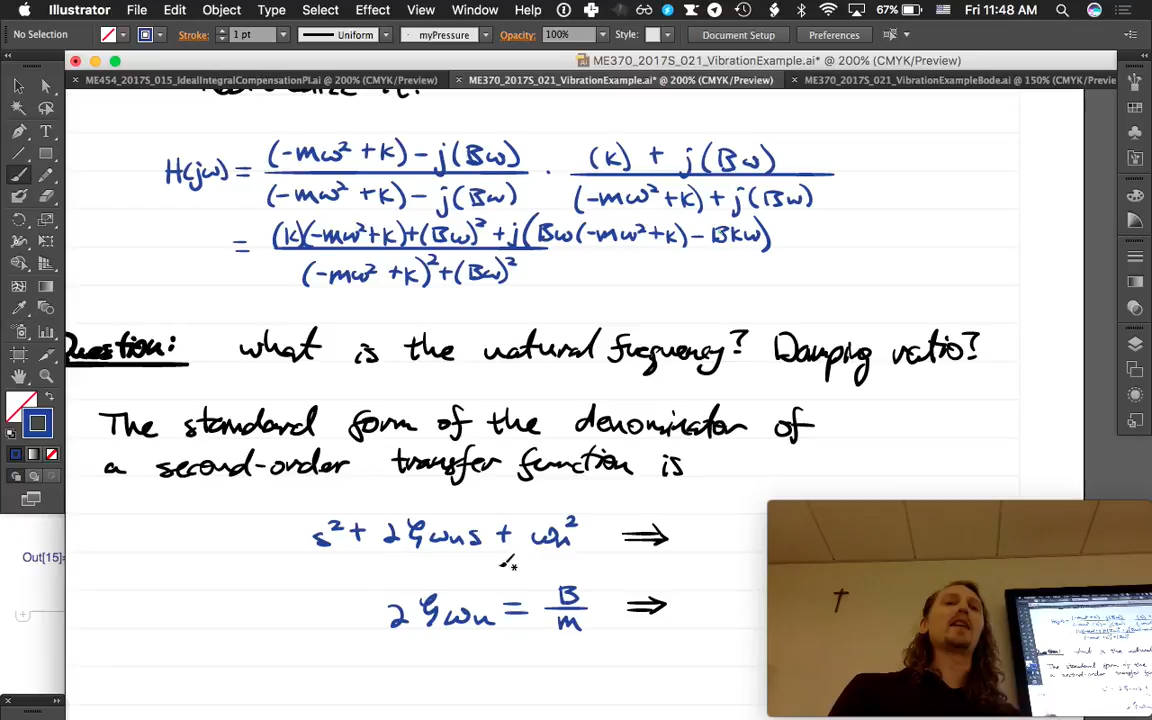 Illustrator File Edit Object Type Select Effect View Window Help 67% Fri 11:48 AM
No Selection Stroke: 1 pt Uniform myPressure Opacity: 100% Style: Document Setup Preferences
ME370_2017S_021_VibrationExample.ai* @ 200% (CMYK/Preview)
ME454_2017S_015_IdealIntegralCompensationPI.ai @ 200% (CMYK/Preview) ME370_2017S_021_VibrationExample.ai* @ 200% (CMYK/Preview) ME370_2017S_021_VibrationExampleBode.ai @ 150% (CMYK/Preview)
H(jω) = (-mω² + K) - j(Bω) / (-mω² + K) - j(Bω) · (K) + j(Bω) / (-mω² + K) + j(Bω)
= (K)(-mω² + K) + (Bω)² + j(Bω(-mω² + K) - BKω) / (-mω² + K)² + (Bω)²
Question: what is the natural frequency? Damping ratio?
The standard form of the denominator of
a second-order transfer function is
s² + 2ζωns + ωn² ⇒
Out[15]
2ζωn = B/m ⇒